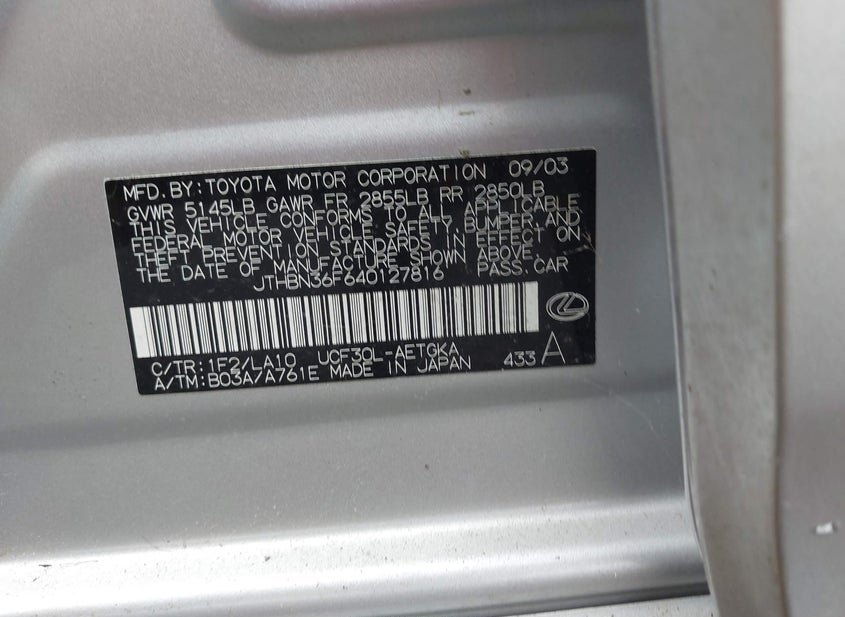 MFD. BY: TOYOTA MOTOR CORPORATION 09/03
GVWR 5145LB GAWR FR 2855LB RR 2850LB
THIS VEHICLE CONFORMS TO ALL APPLICABLE
FEDERAL MOTOR VEHICLE SAFETY, BUMPER AND
THEFT PREVENTION STANDARDS IN EFFECT ON
THE DATE OF MANUFACTURE SHOWN ABOVE.
JTHBN36F640127816 PASS. CAR
C/TR: 1F2/LA10 UCF30L-AETGKA
A/TM: B03A/A761E MADE IN JAPAN 433 A